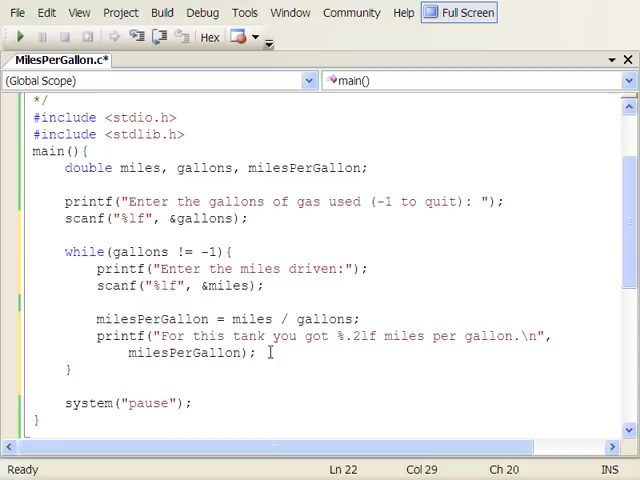 File Edit View Project Build Debug Tools Window Community Help Full Screen
Hex
MilesPerGallon.c*
(Global Scope) main()
*/
#include <stdio.h>
#include <stdlib.h>
main(){
double miles, gallons, milesPerGallon;
printf("Enter the gallons of gas used (-1 to quit): ");
scanf("%lf", &gallons);
while(gallons != -1){
printf("Enter the miles driven:");
scanf("%lf", &miles);
milesPerGallon = miles / gallons;
printf("For this tank you got %.2lf miles per gallon.\n",
milesPerGallon);
}
system("pause");
}
Ready Ln 22 Col 29 Ch 20 INS